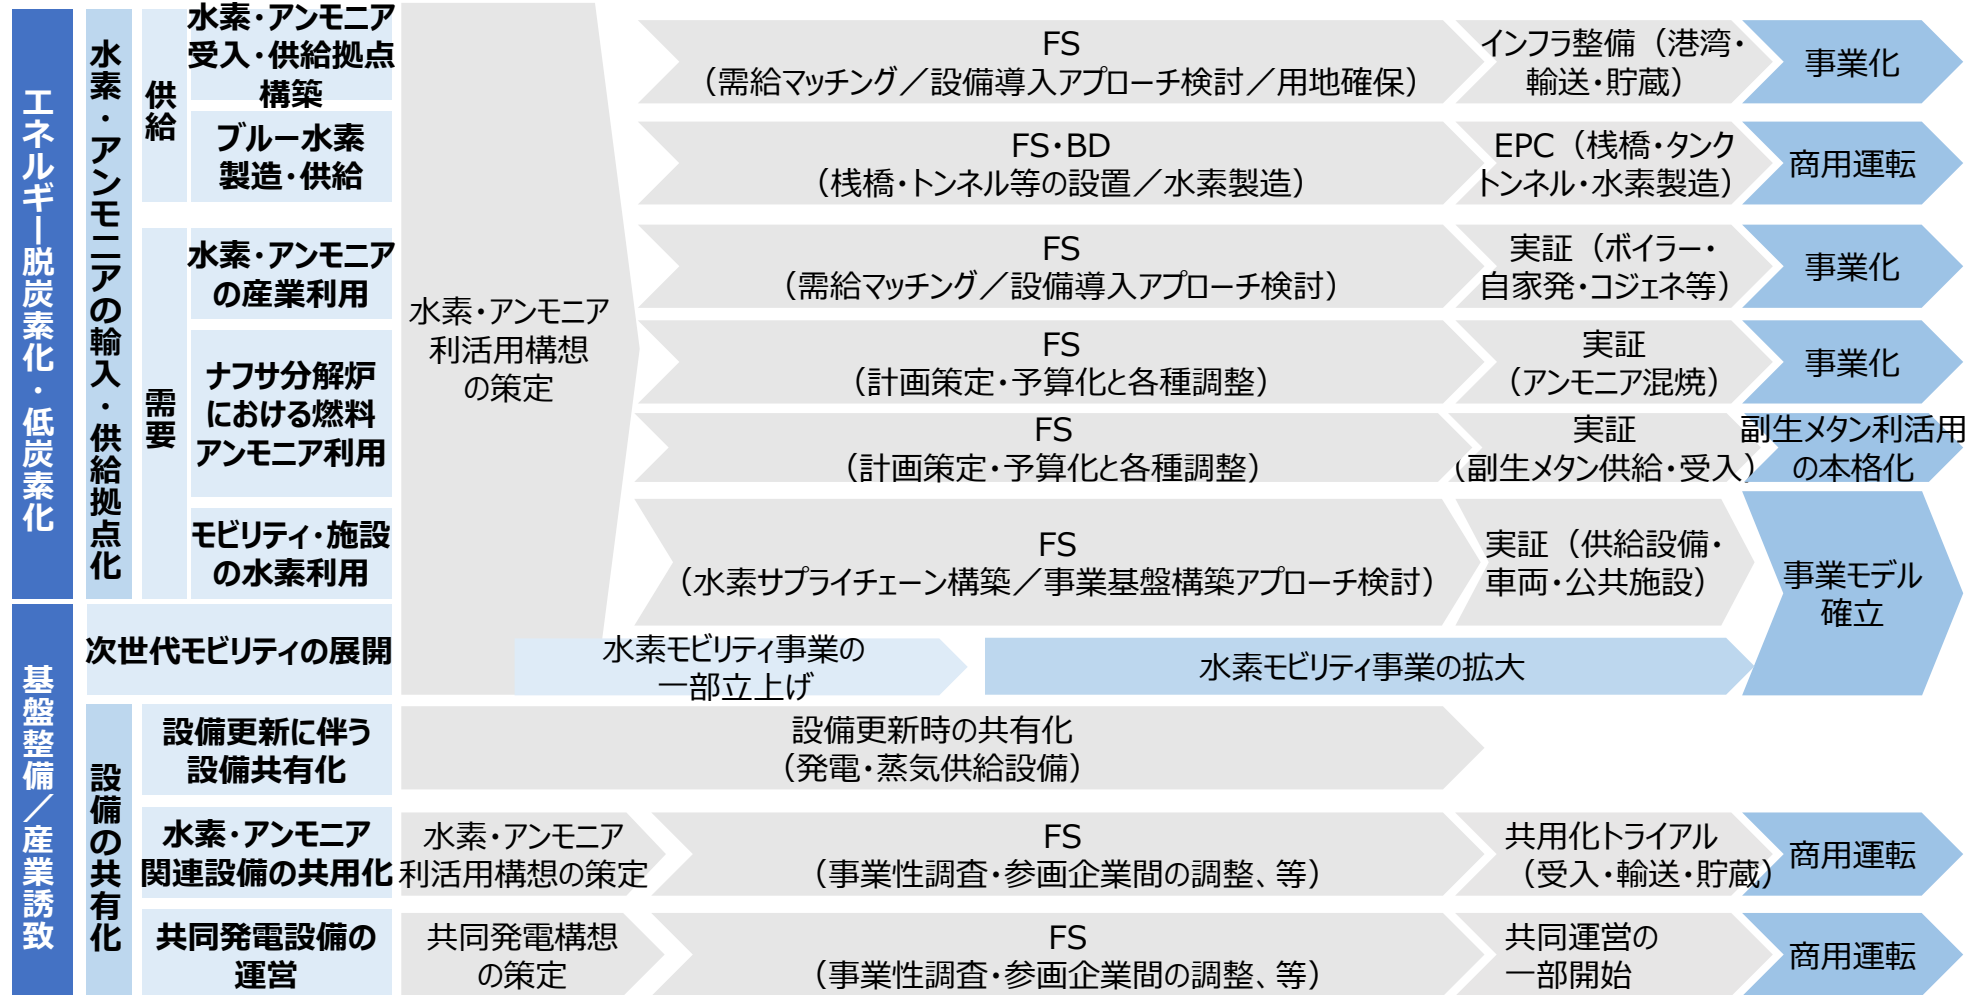 エネルギー脱炭素化・低炭素化
水素・アンモニアの輸入・供給拠点化
供給
水素・アンモニア
受入・供給拠点
構築
FS
（需給マッチング／設備導入アプローチ検討／用地確保）
インフラ整備（港湾・
輸送・貯蔵）
事業化
ブルー水素
製造・供給
FS・BD
（桟橋・トンネル等の設置／水素製造）
EPC（桟橋・タンク
トンネル・水素製造）
商用運転
水素・アンモニア
利活用構想
の策定
需要
水素・アンモニア
の産業利用
FS
（需給マッチング／設備導入アプローチ検討）
実証（ボイラー・
自家発・コジェネ等）
事業化
ナフサ分解炉
における燃料
アンモニア利用
FS
（計画策定・予算化と各種調整）
実証
（アンモニア混焼）
事業化
FS
（計画策定・予算化と各種調整）
実証
（副生メタン供給・受入）
副生メタン利活用
の本格化
モビリティ・施設
の水素利用
FS
（水素サプライチェーン構築／事業基盤構築アプローチ検討）
実証（供給設備・
車両・公共施設）
事業モデル
確立
基盤整備／産業誘致
次世代モビリティの展開
水素モビリティ事業の
一部立上げ
水素モビリティ事業の拡大
設備の共有化
設備更新に伴う
設備共有化
設備更新時の共有化
（発電・蒸気供給設備）
水素・アンモニア
関連設備の共用化
水素・アンモニア
利活用構想の策定
FS
（事業性調査・参画企業間の調整、等）
共用化トライアル
（受入・輸送・貯蔵）
商用運転
共同発電設備の
運営
共同発電構想
の策定
FS
（事業性調査・参画企業間の調整、等）
共同運営の
一部開始
商用運転